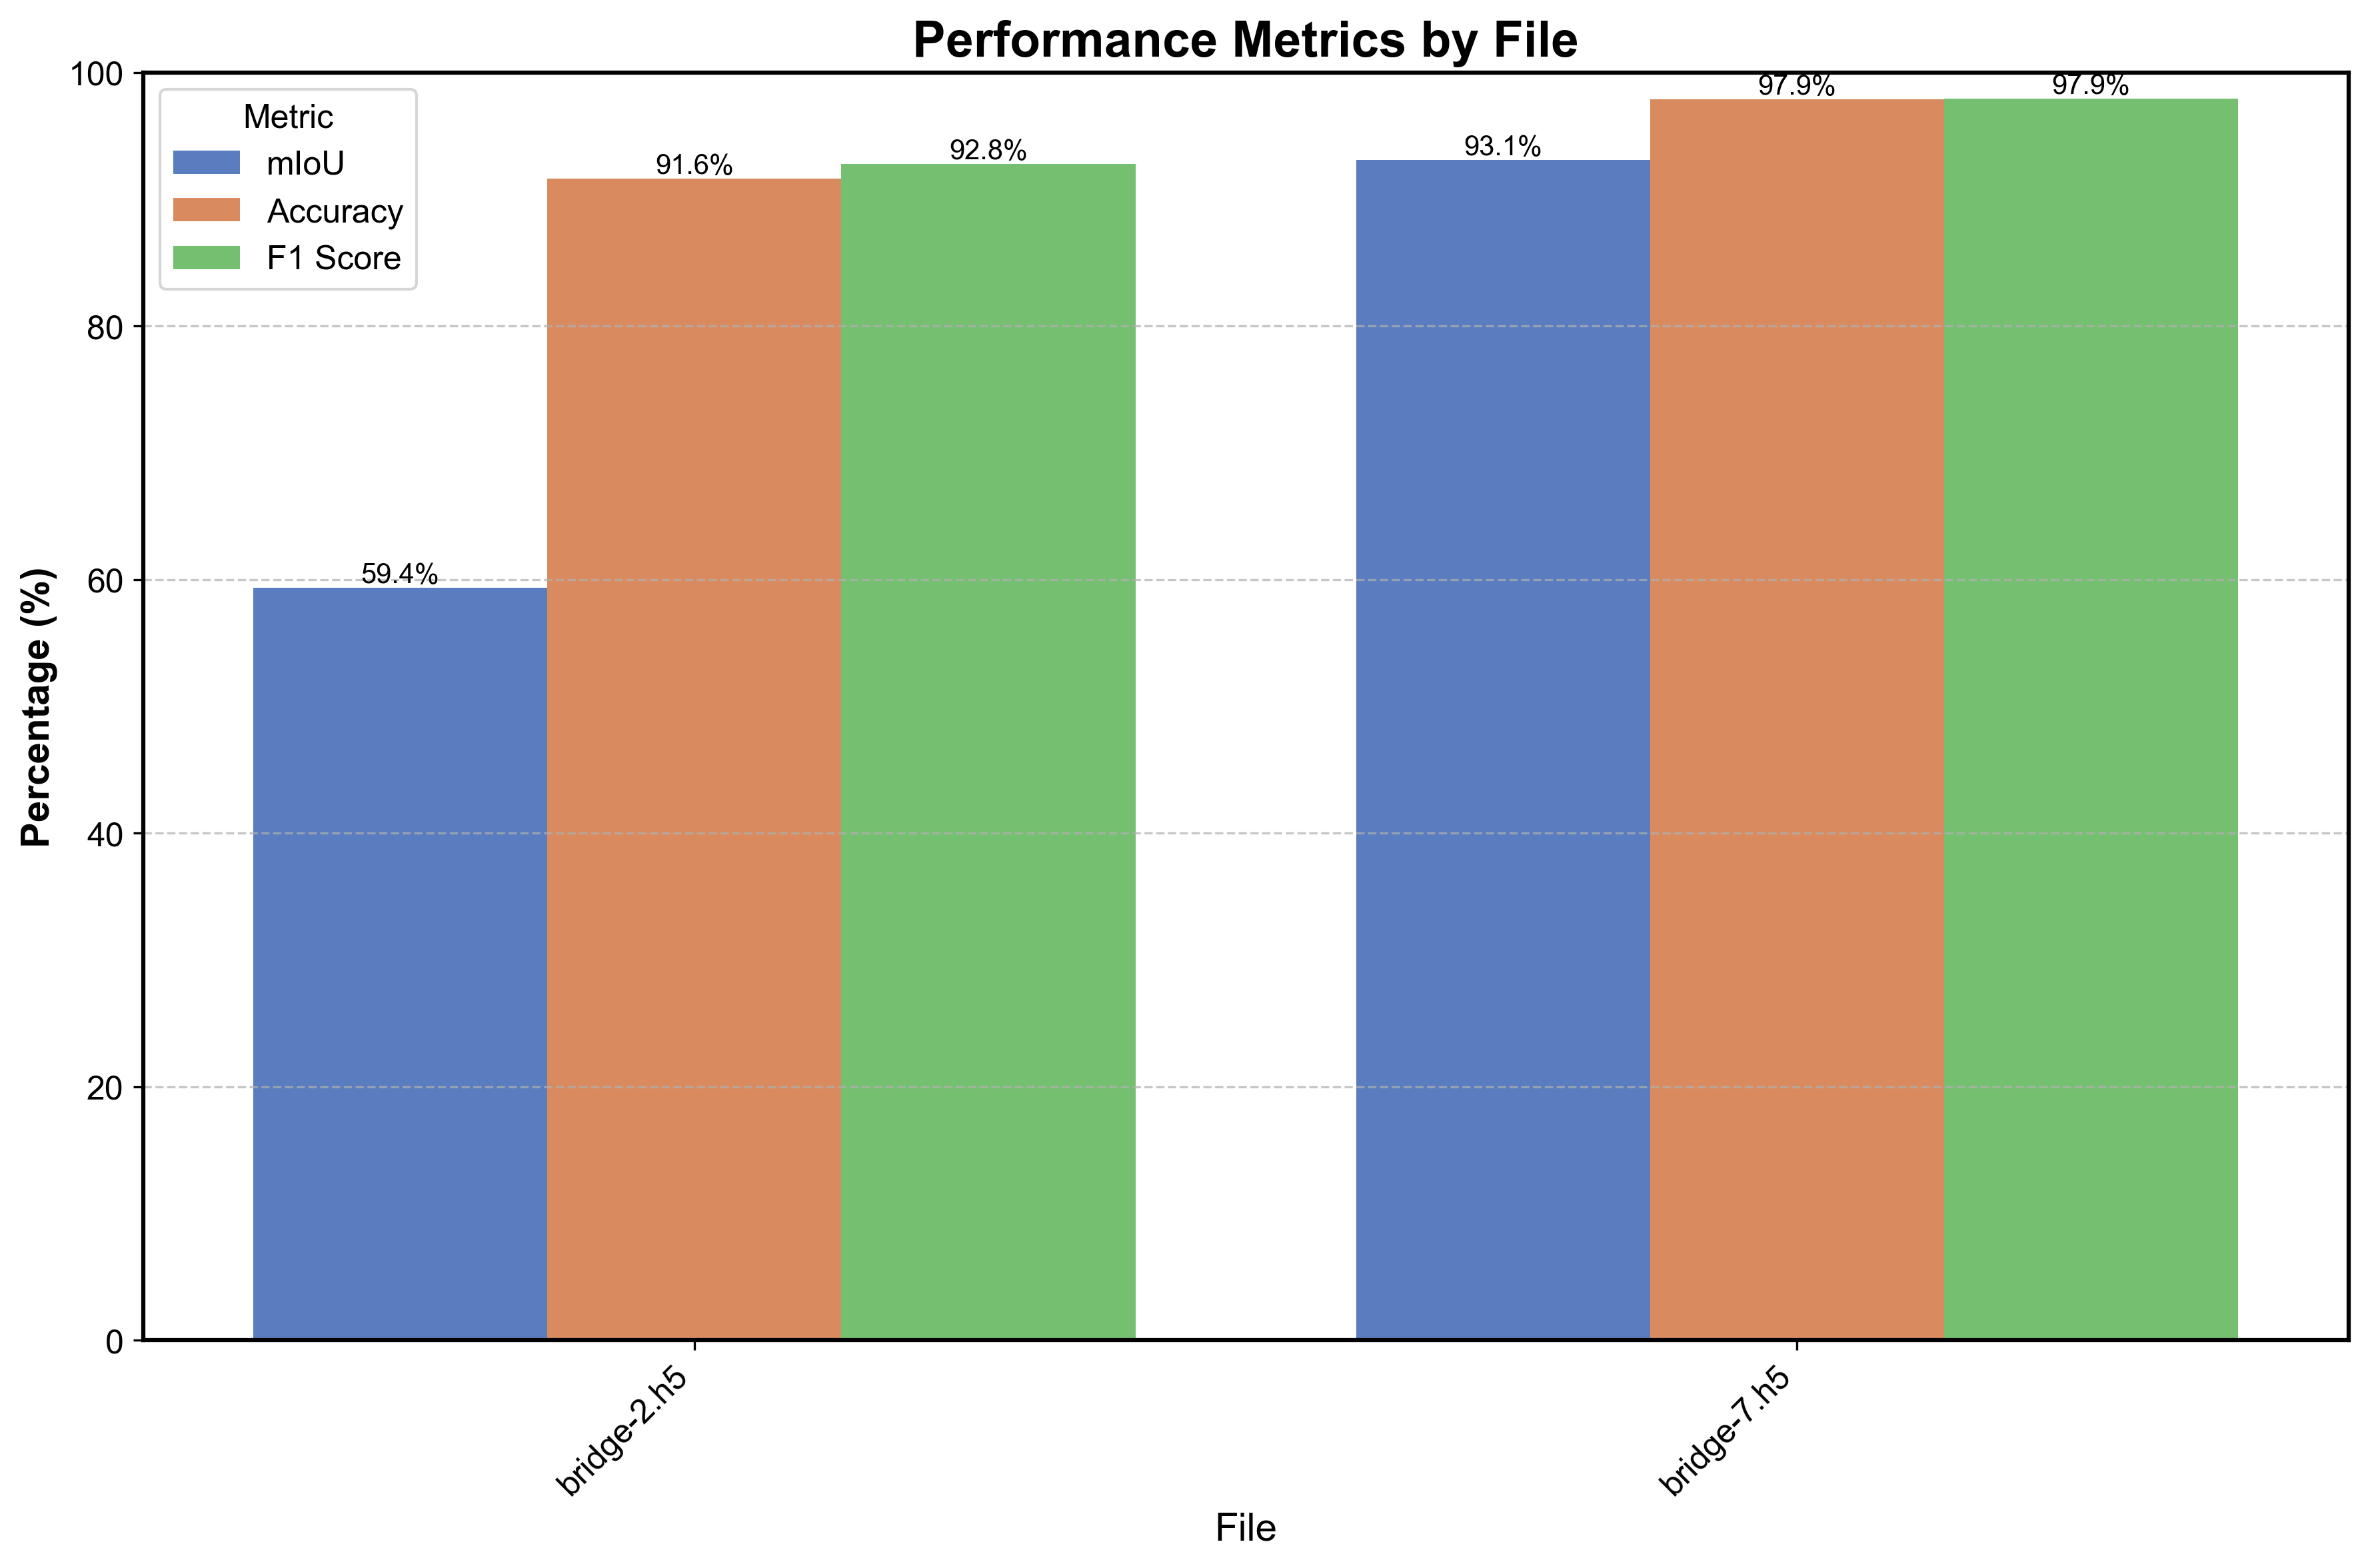 Performance Metrics by File
Percentage (%)
100
80
60
40
20
0
Metric
mIoU
Accuracy
F1 Score
59.4%
91.6%
92.8%
93.1%
97.9%
97.9%
bridge-2.h5
bridge-7.h5
File